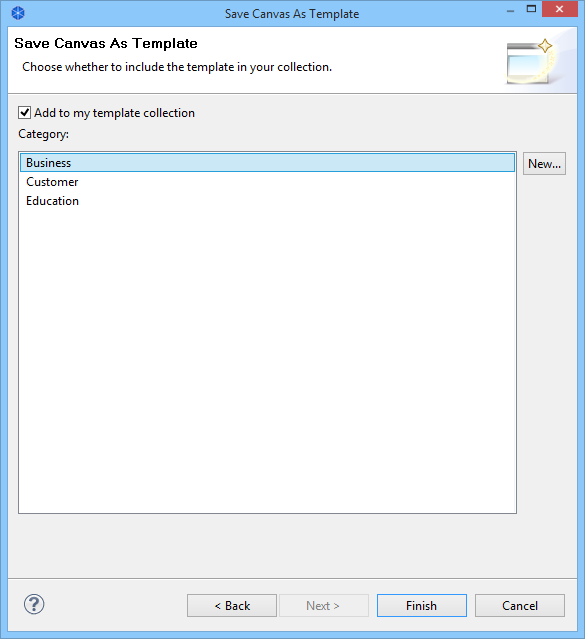 Save Canvas As Template
Save Canvas As Template
Choose whether to include the template in your collection.
Add to my template collection
Category:
Business
New...
Customer
Education
?
< Back
Next >
Finish
Cancel